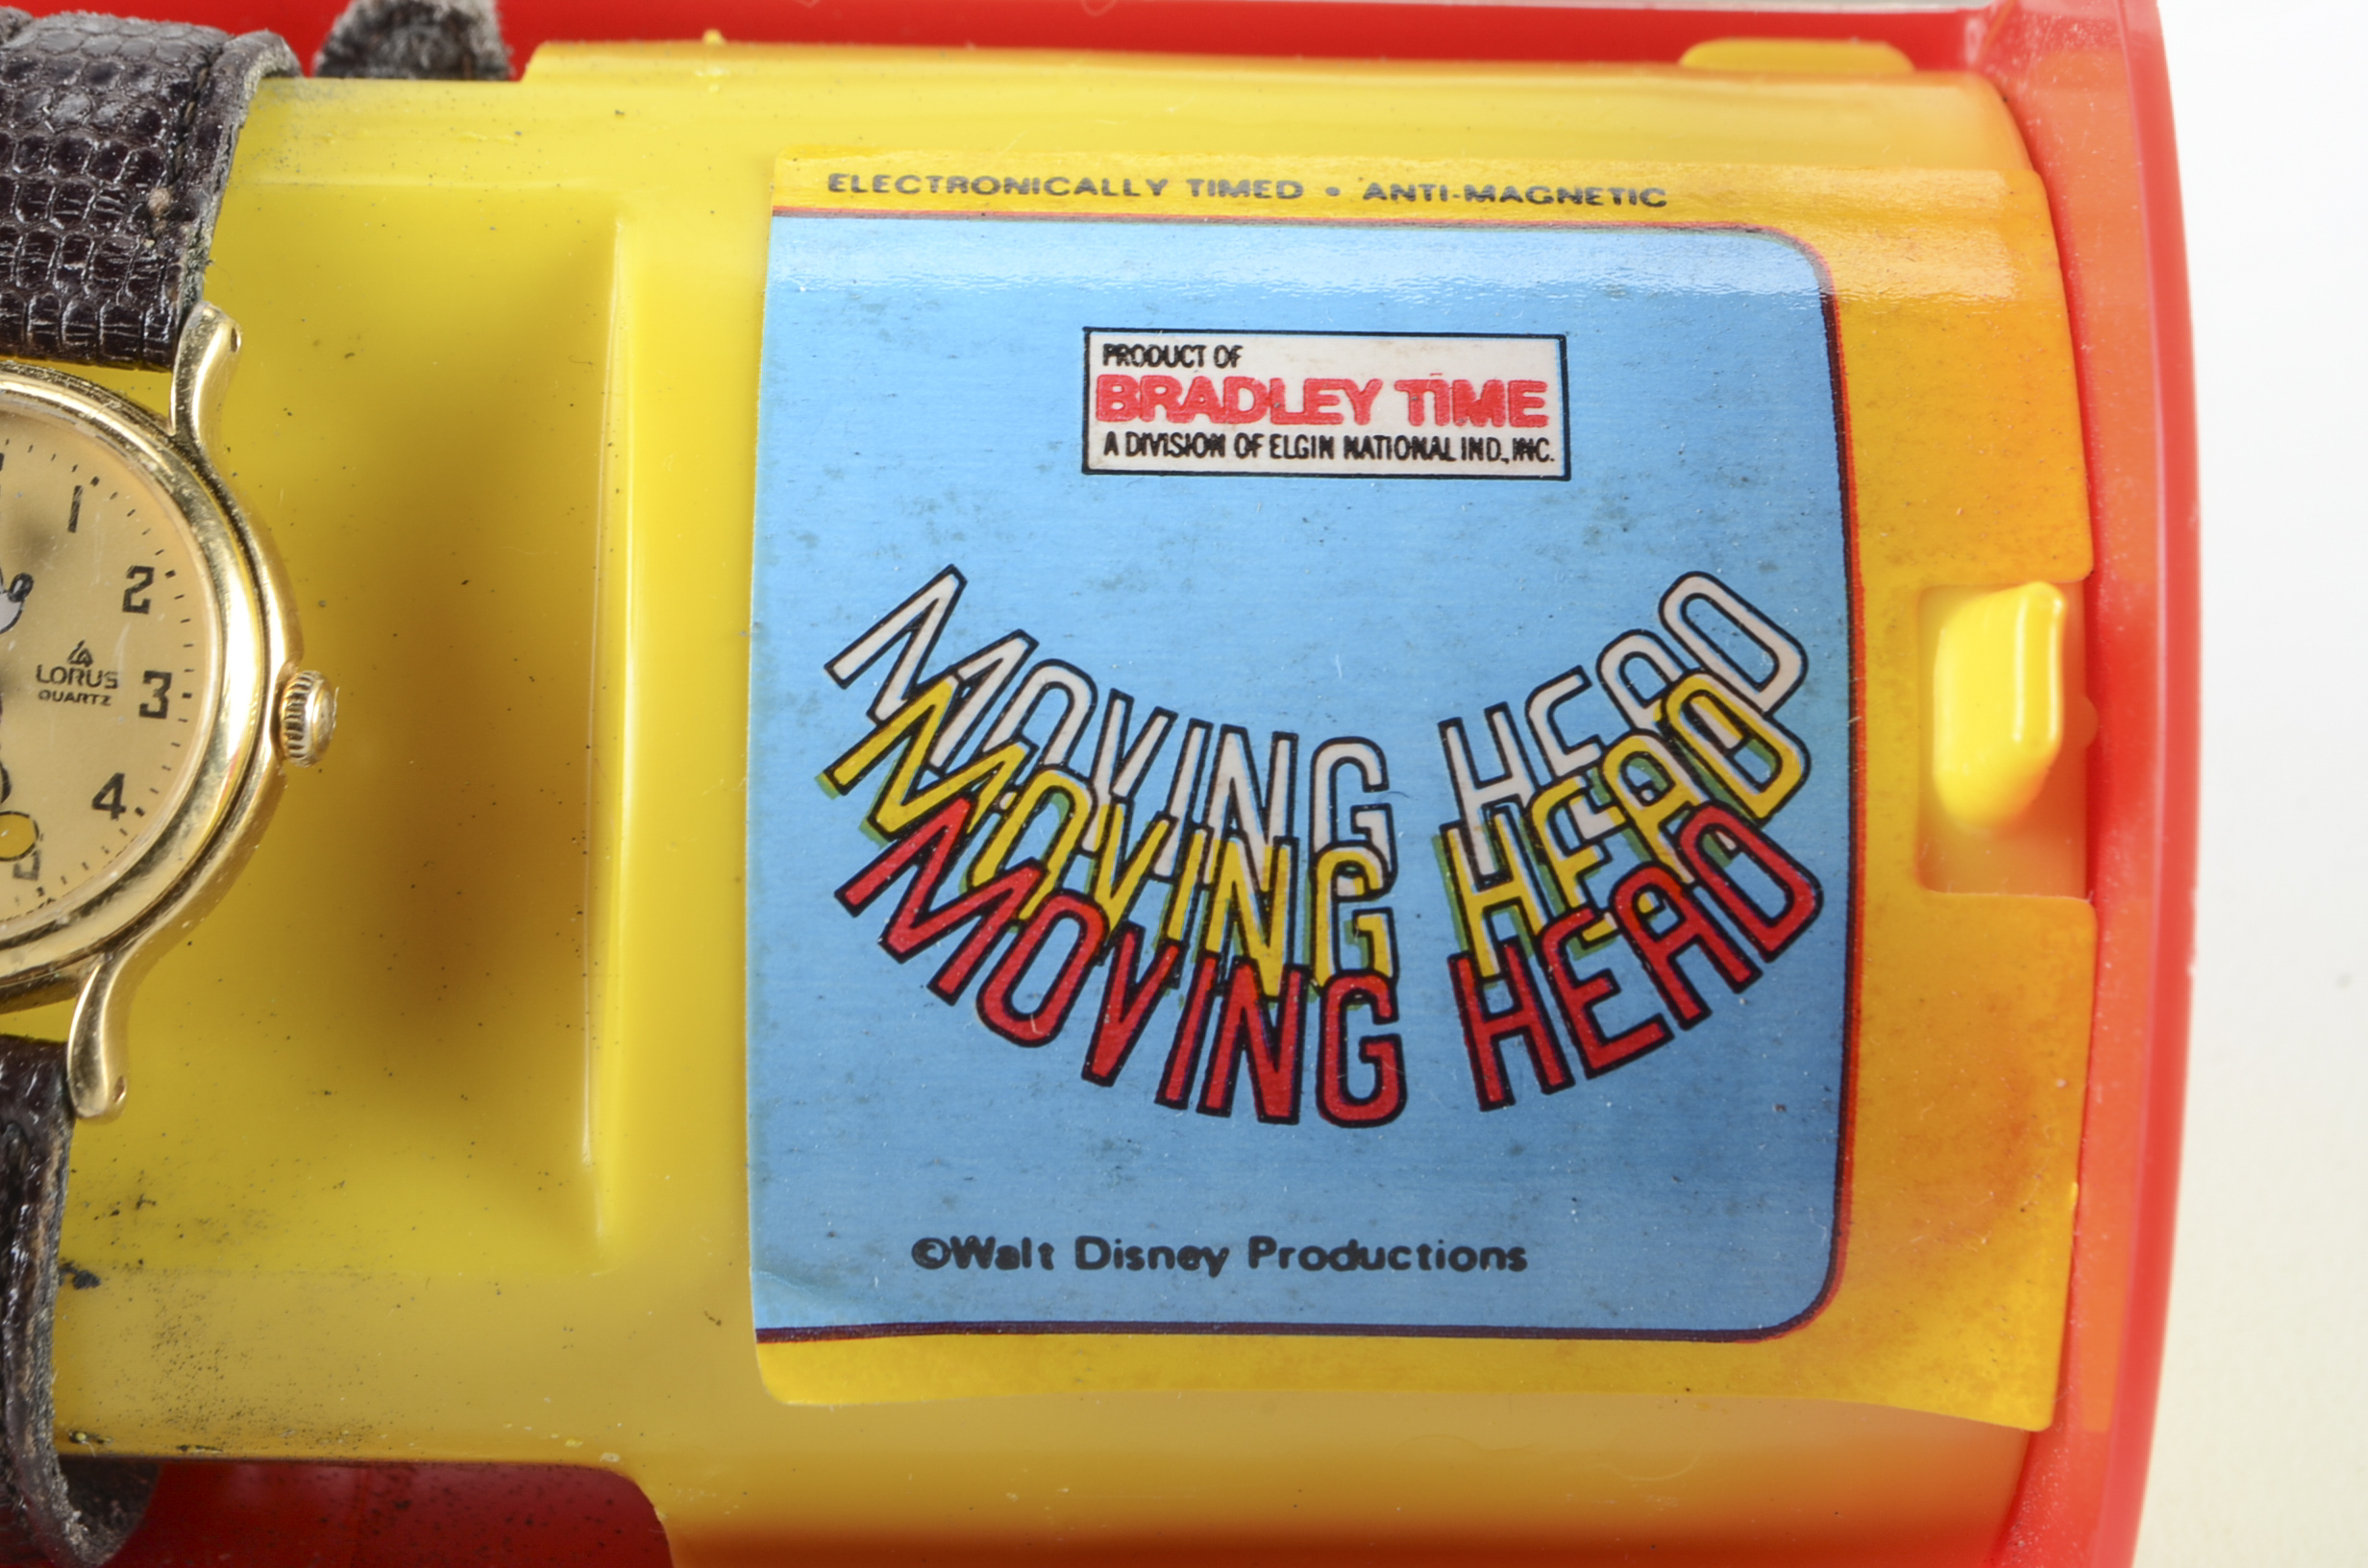 ELECTRONICALLY TIMED • ANTI-MAGNETIC
PRODUCT OF
BRADLEY TIME
A DIVISION OF ELGIN NATIONAL IND., INC.
MOVING HEAD
MOVING HEAD
MOVING HEAD
©Walt Disney Productions
1
2
LORUS
QUARTZ
3
4
5